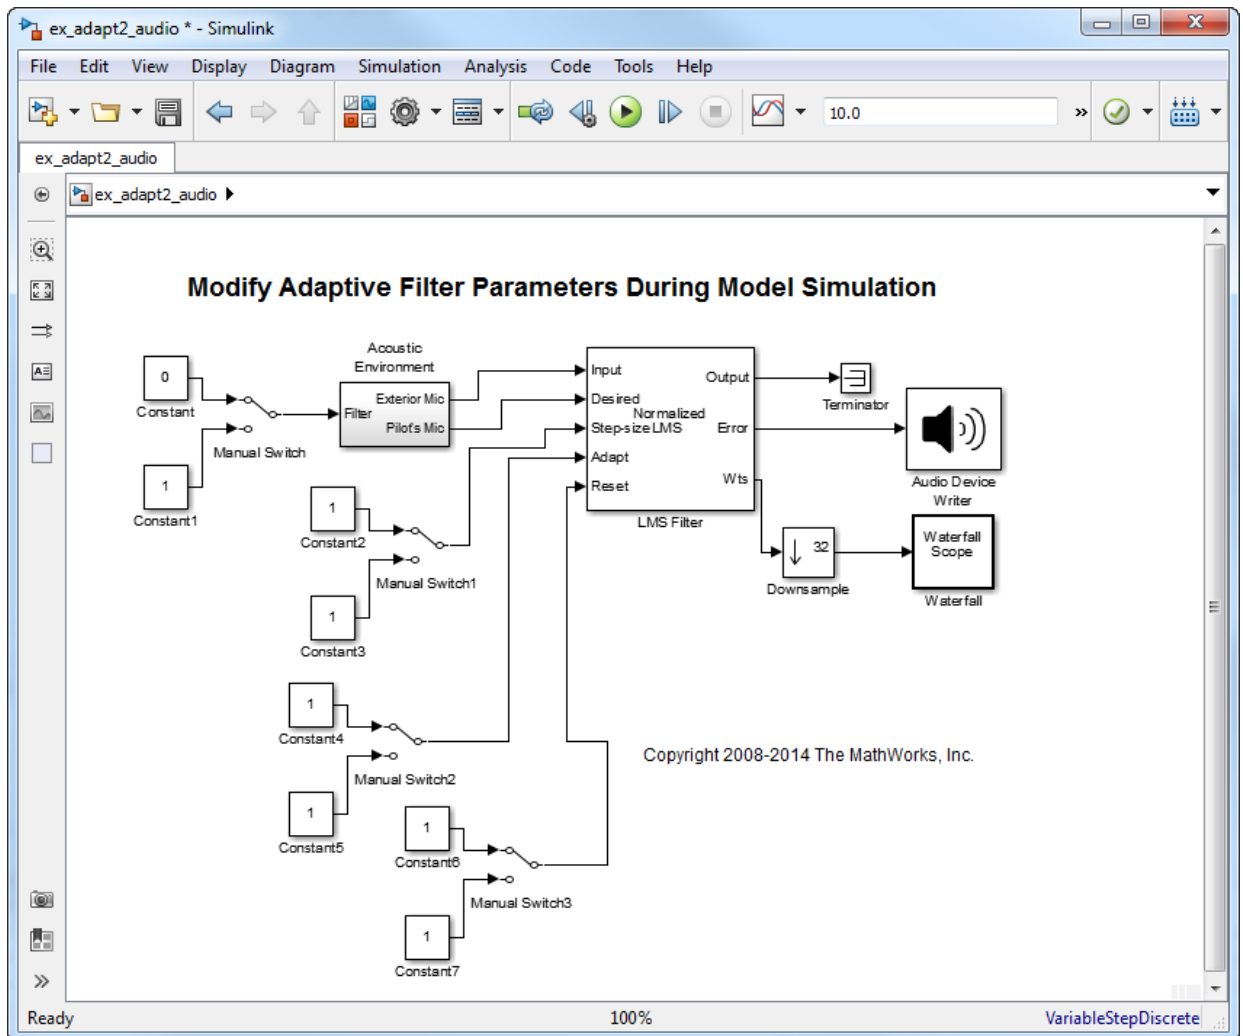 ex_adapt2_audio * - Simulink
File Edit View Display Diagram Simulation Analysis Code Tools Help
10.0
ex_adapt2_audio
ex_adapt2_audio
Modify Adaptive Filter Parameters During Model Simulation
0
Constant
1
Constant1
Manual Switch
Acoustic
Environment
Filter
Exterior Mic
Pilot's Mic
1
Constant2
1
Constant3
Manual Switch1
1
Constant4
1
Constant5
Manual Switch2
1
Constant6
1
Constant7
Manual Switch3
Input
Desired
Step-size
Adapt
Reset
Normalized
LMS
Output
Error
Wts
LMS Filter
Terminator
Audio Device
Writer
32
Downsample
Waterfall
Scope
Waterfall
Copyright 2008-2014 The MathWorks, Inc.
Ready 100% VariableStepDiscrete